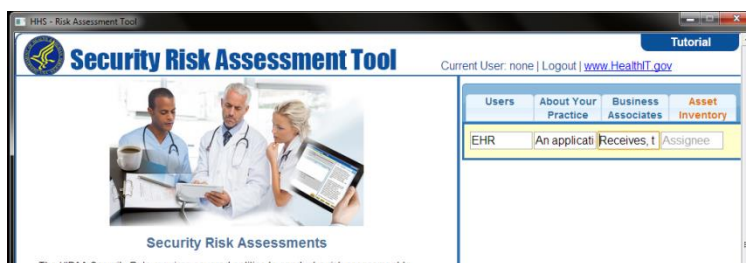 HHS - Risk Assessment Tool
Tutorial
Security Risk Assessment Tool
Current User: none | Logout | www.HealthIT.gov
Users
About Your Practice
Business Associates
Asset Inventory
EHR
An applicati
Receives, t
Assignee
Security Risk Assessments